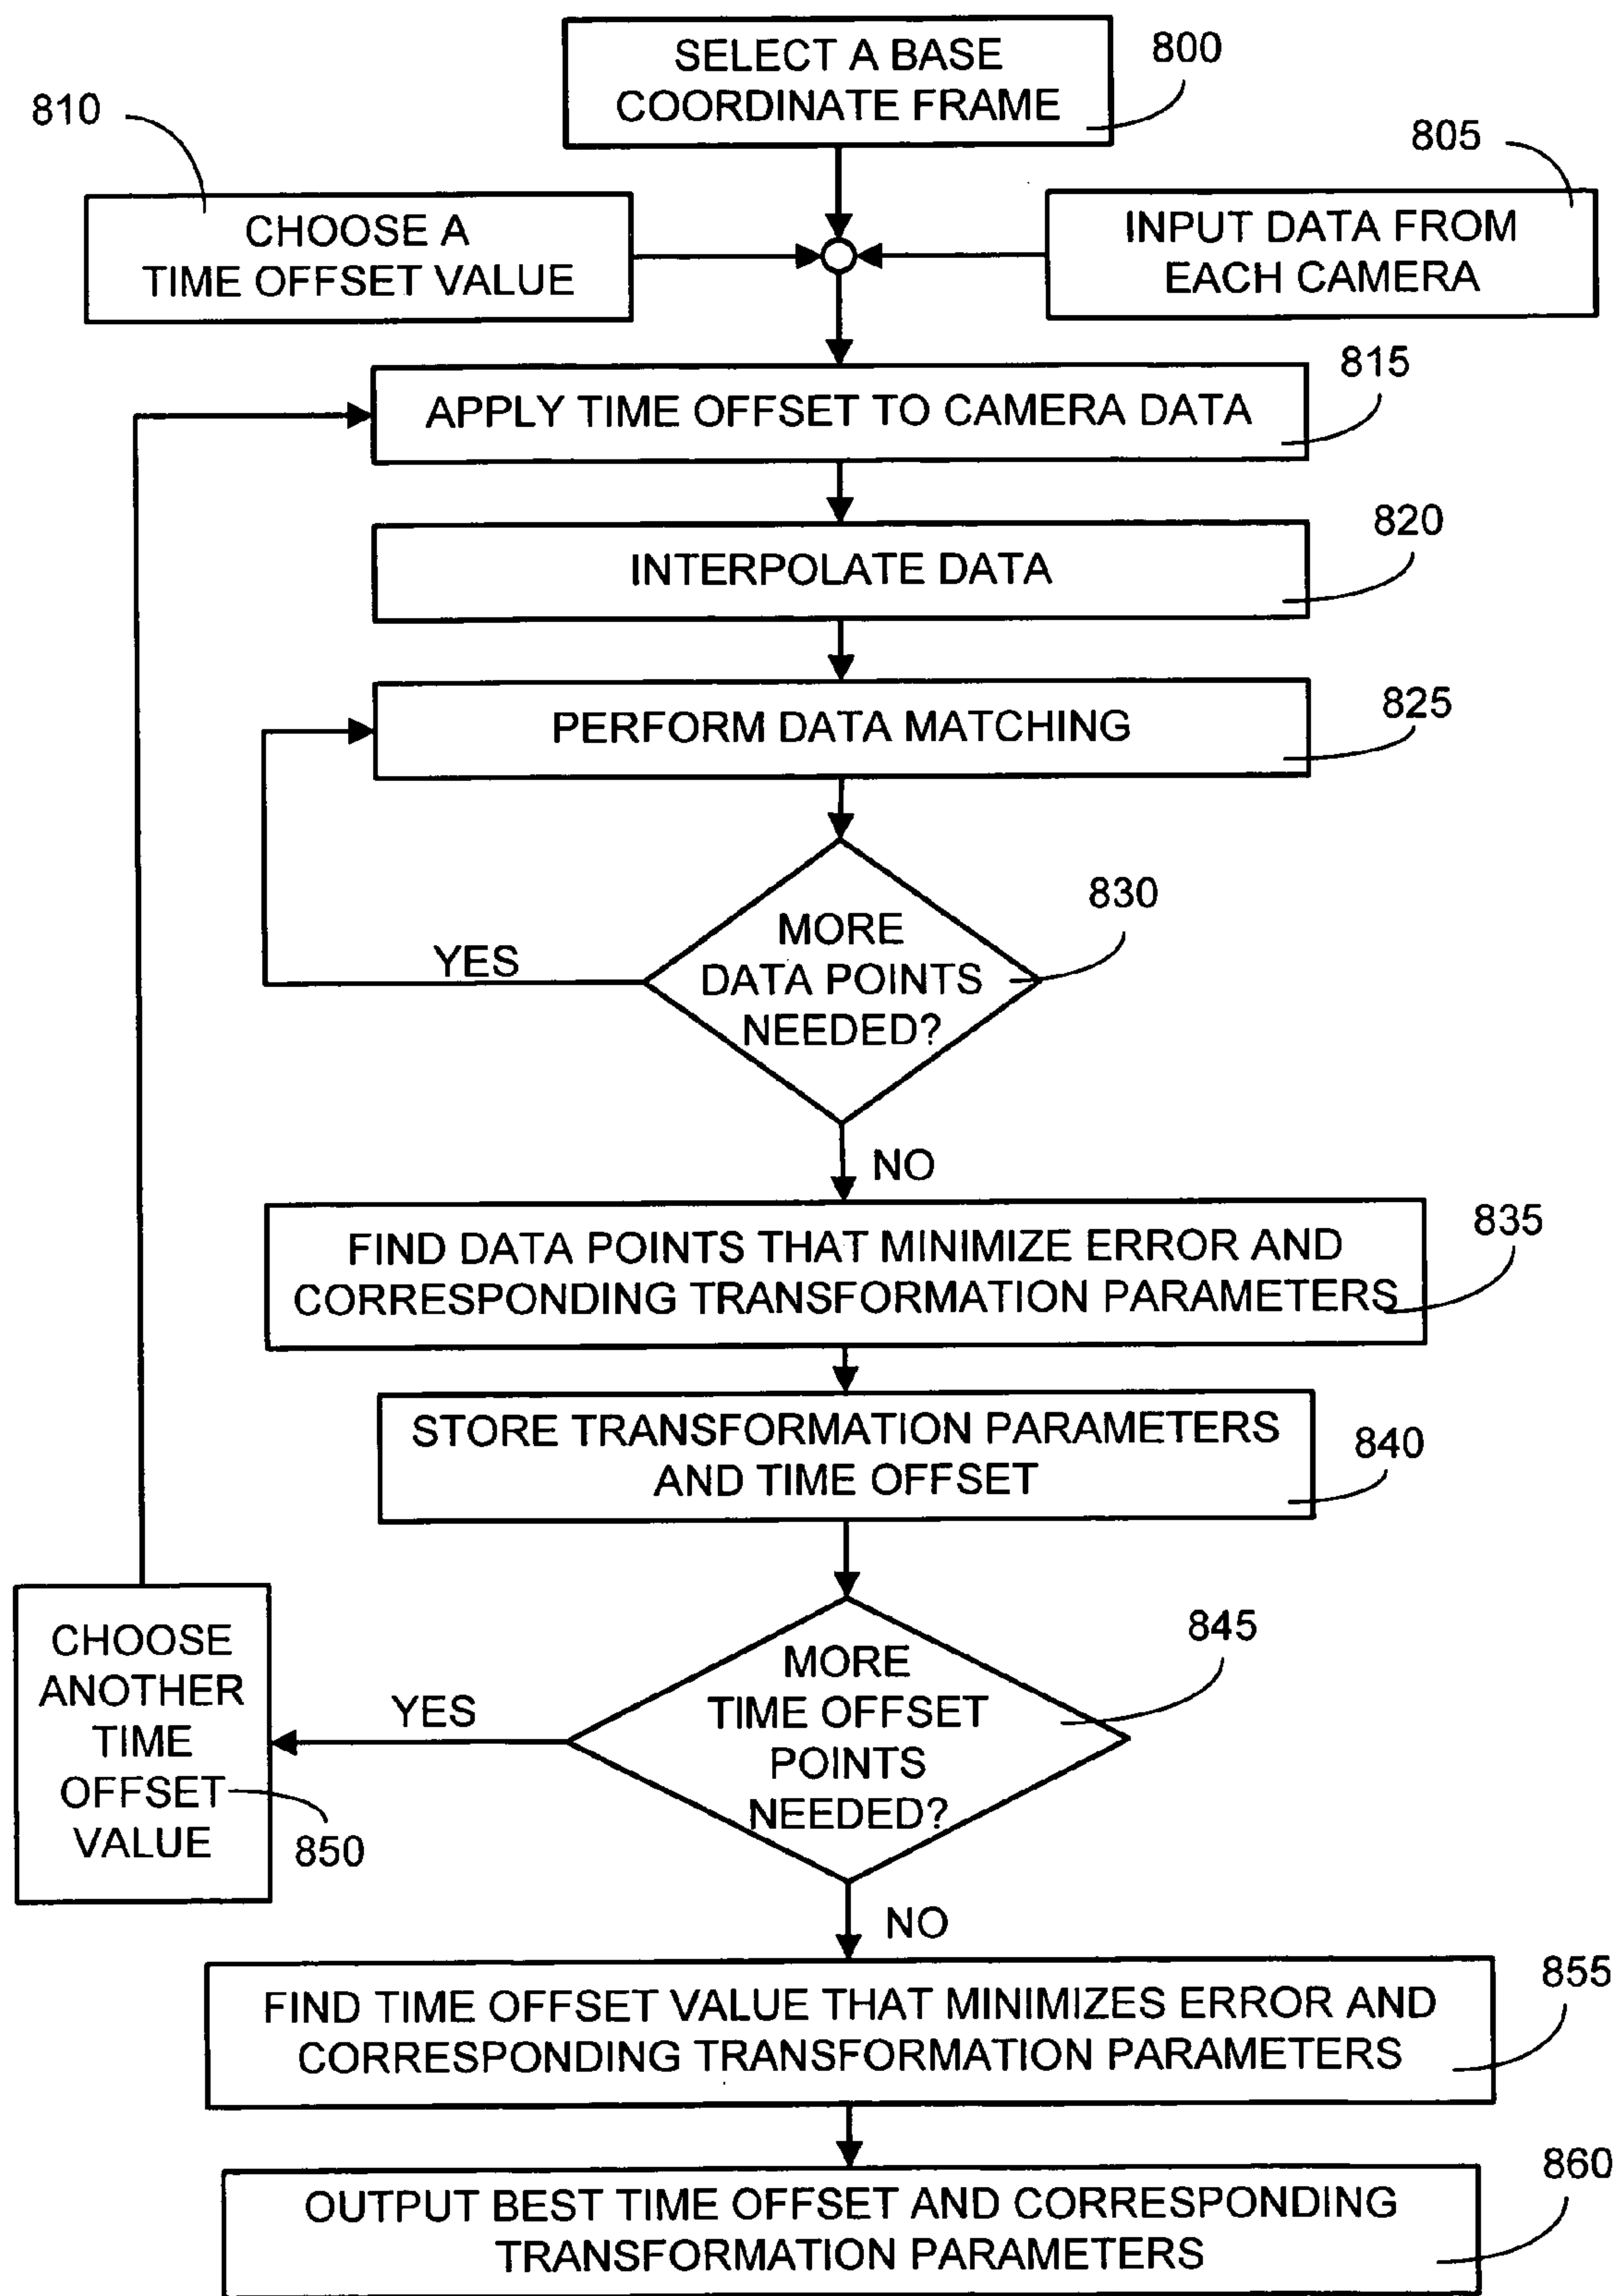 SELECT A BASE
COORDINATE FRAME
800
810
805
CHOOSE A
TIME OFFSET VALUE
INPUT DATA FROM
EACH CAMERA
815
APPLY TIME OFFSET TO CAMERA DATA
820
INTERPOLATE DATA
825
PERFORM DATA MATCHING
830
MORE
DATA POINTS
NEEDED?
YES
NO
835
FIND DATA POINTS THAT MINIMIZE ERROR AND
CORRESPONDING TRANSFORMATION PARAMETERS
STORE TRANSFORMATION PARAMETERS
AND TIME OFFSET
840
845
MORE
TIME OFFSET
POINTS
NEEDED?
YES
CHOOSE
ANOTHER
TIME
OFFSET
VALUE
850
NO
855
FIND TIME OFFSET VALUE THAT MINIMIZES ERROR AND
CORRESPONDING TRANSFORMATION PARAMETERS
860
OUTPUT BEST TIME OFFSET AND CORRESPONDING
TRANSFORMATION PARAMETERS